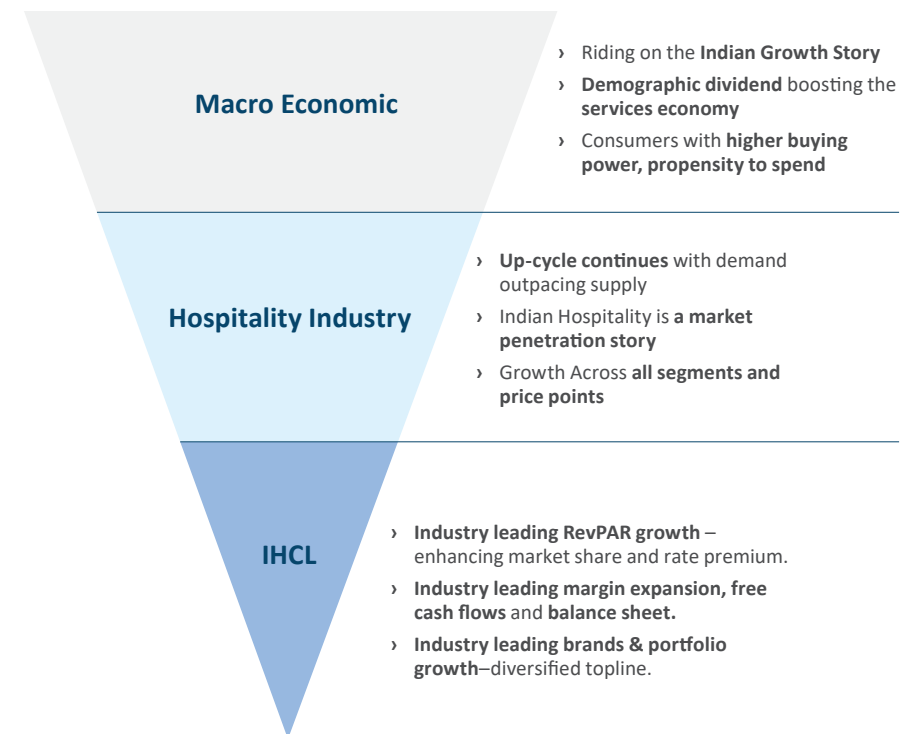 Macro Economic
› Riding on the Indian Growth Story
› Demographic dividend boosting the
services economy
› Consumers with higher buying
power, propensity to spend
Hospitality Industry
› Up-cycle continues with demand
outpacing supply
› Indian Hospitality is a market
penetration story
› Growth Across all segments and
price points
IHCL
› Industry leading RevPAR growth –
enhancing market share and rate premium.
› Industry leading margin expansion, free
cash flows and balance sheet.
› Industry leading brands & portfolio
growth–diversified topline.